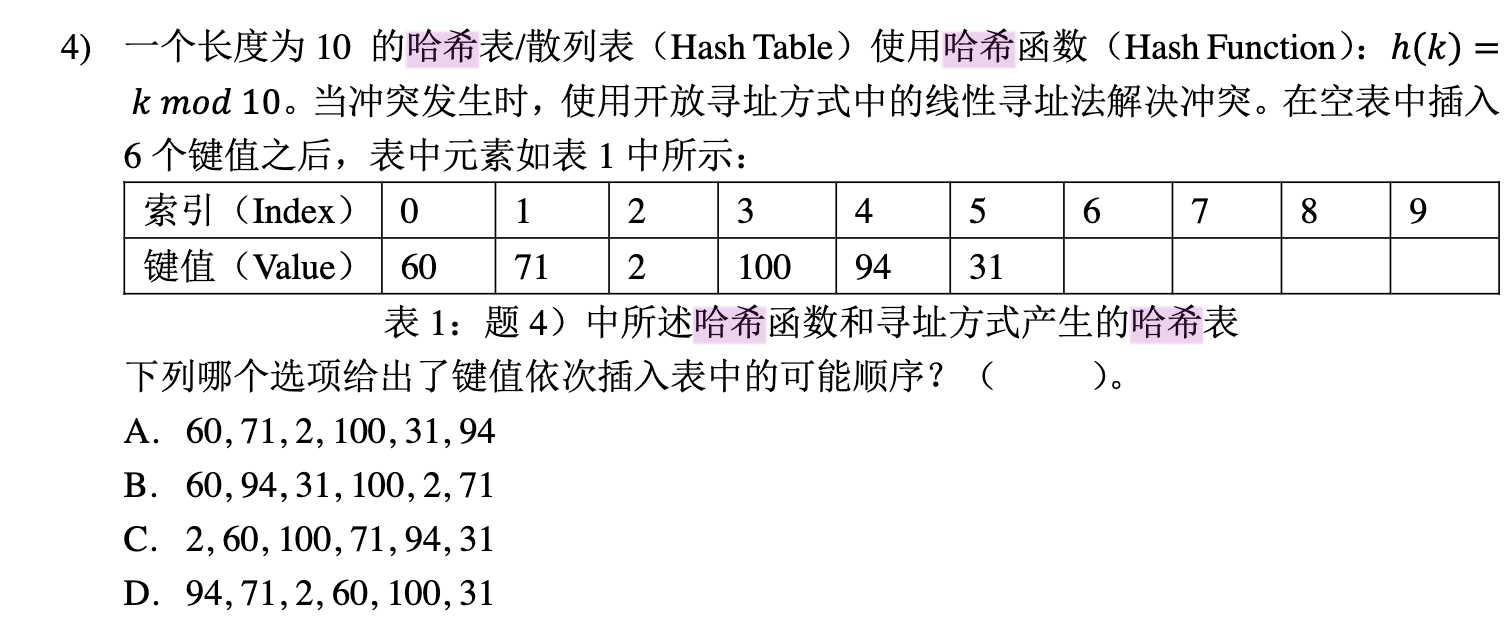 4) 一个长度为 10 的哈希表/散列表（Hash Table）使用哈希函数（Hash Function）：h(k) =
k mod 10。当冲突发生时，使用开放寻址方式中的线性寻址法解决冲突。在空表中插入
6 个键值之后，表中元素如表 1 中所示：
索引（Index） 0 1 2 3 4 5 6 7 8 9
键值（Value） 60 71 2 100 94 31
表 1：题 4）中所述哈希函数和寻址方式产生的哈希表
下列哪个选项给出了键值依次插入表中的可能顺序？（ ）。
A. 60, 71, 2, 100, 31, 94
B. 60, 94, 31, 100, 2, 71
C. 2, 60, 100, 71, 94, 31
D. 94, 71, 2, 60, 100, 31